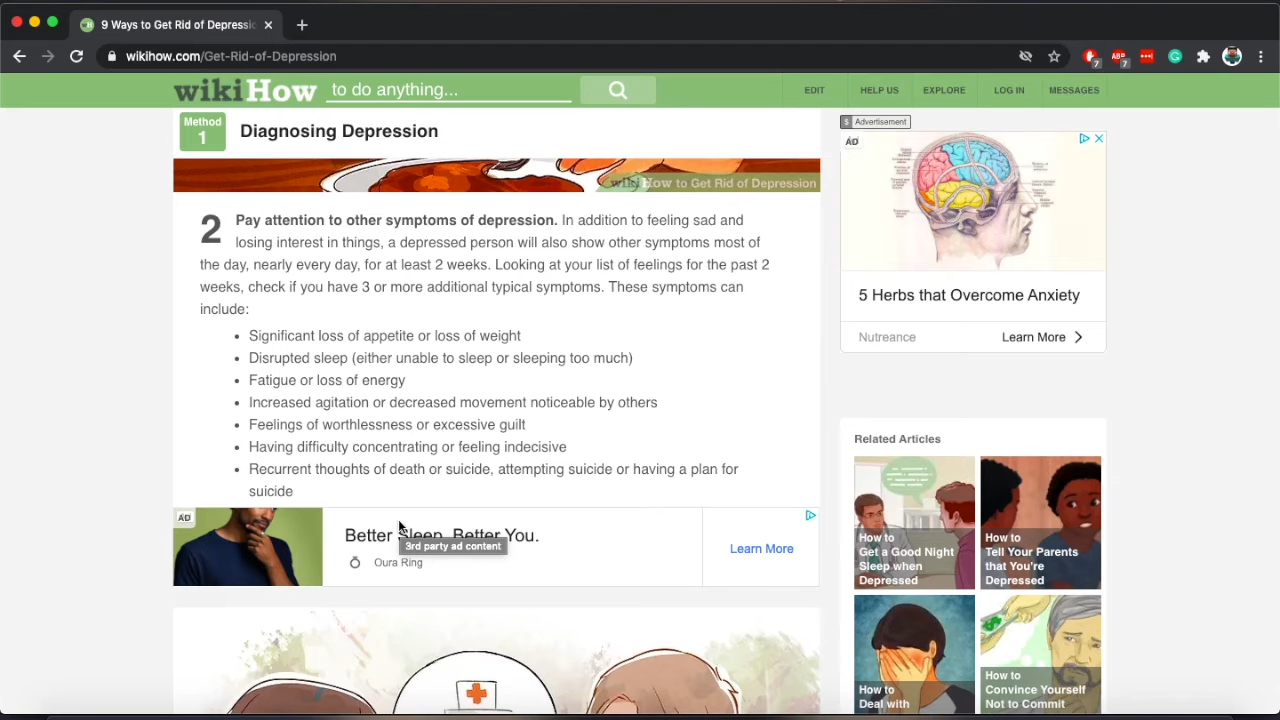 9 Ways to Get Rid of Depressi
wikihow.com/Get-Rid-of-Depression
7
ABP
7
wikiHow
to do anything...
EDIT
HELP US
EXPLORE
LOG IN
MESSAGES
Method
1
Diagnosing Depression
wikiHow to Get Rid of Depression
2
Pay attention to other symptoms of depression. In addition to feeling sad and
losing interest in things, a depressed person will also show other symptoms most of
the day, nearly every day, for at least 2 weeks. Looking at your list of feelings for the past 2
weeks, check if you have 3 or more additional typical symptoms. These symptoms can
include:
• Significant loss of appetite or loss of weight
• Disrupted sleep (either unable to sleep or sleeping too much)
• Fatigue or loss of energy
• Increased agitation or decreased movement noticeable by others
• Feelings of worthlessness or excessive guilt
• Having difficulty concentrating or feeling indecisive
• Recurrent thoughts of death or suicide, attempting suicide or having a plan for
suicide
AD
Better Sleep. Better You.
3rd party ad content
Oura Ring
Learn More
$ Advertisement
AD
5 Herbs that Overcome Anxiety
Nutreance
Learn More
Related Articles
How to
Get a Good Night
Sleep when
Depressed
How to
Tell Your Parents
that You're
Depressed
How to
Deal with
How to
Convince Yourself
Not to Commit